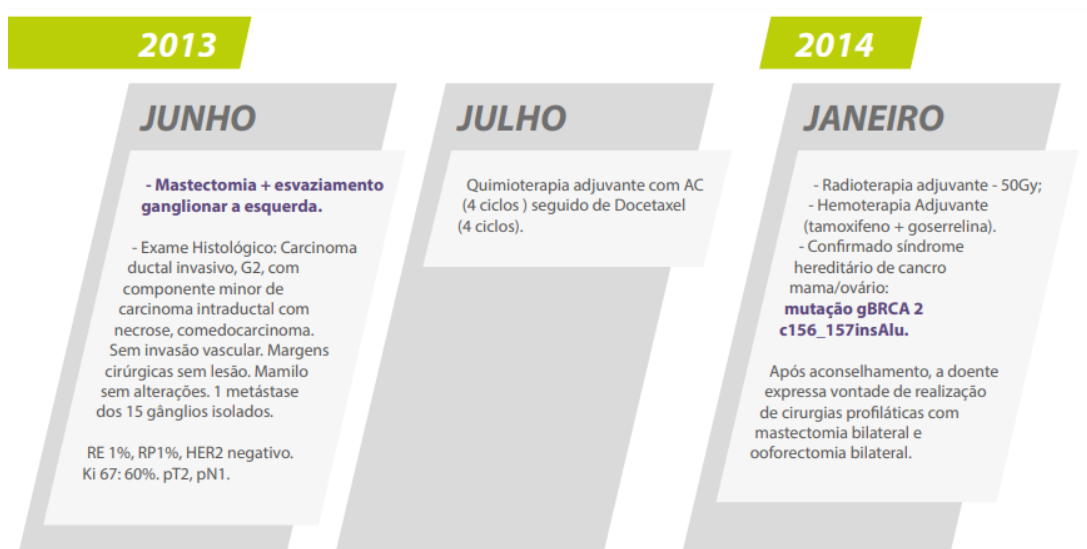 2013
JUNHO
- Mastectomia + esvaziamento
ganglionar a esquerda.
- Exame Histológico: Carcinoma
ductal invasivo, G2, com
componente minor de
carcinoma intraductal com
necrose, comedocarcinoma.
Sem invasão vascular. Margens
cirúrgicas sem lesão. Mamilo
sem alterações. 1 metástase
dos 15 gânglios isolados.
RE 1%, RP1%, HER2 negativo.
Ki 67: 60%. pT2, pN1.
JULHO
Quimioterapia adjuvante com AC
(4 ciclos ) seguido de Docetaxel
(4 ciclos).
2014
JANEIRO
- Radioterapia adjuvante - 50Gy;
- Hemoterapia Adjuvante
(tamoxifeno + goserrelina).
- Confirmado síndrome
hereditário de cancro
mama/ovário:
mutação gBRCA 2
c156_157insAlu.
Após aconselhamento, a doente
expressa vontade de realização
de cirurgias profiláticas com
mastectomia bilateral e
ooforectomia bilateral.